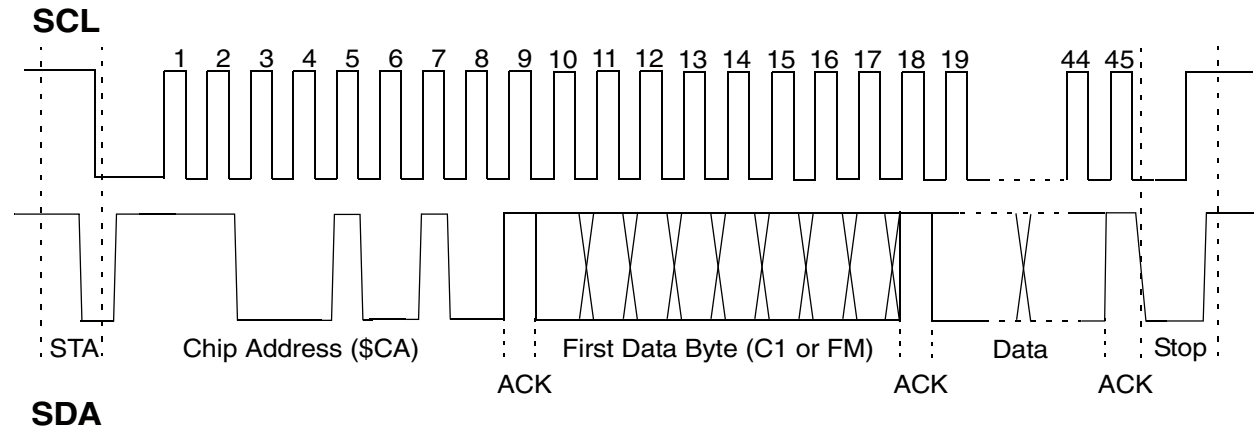 SCL
1 2 3 4 5 6 7 8 9 10 11 12 13 14 15 16 17 18 19 44 45
STA Chip Address ($CA) First Data Byte (C1 or FM) Data Stop
ACK ACK ACK
SDA